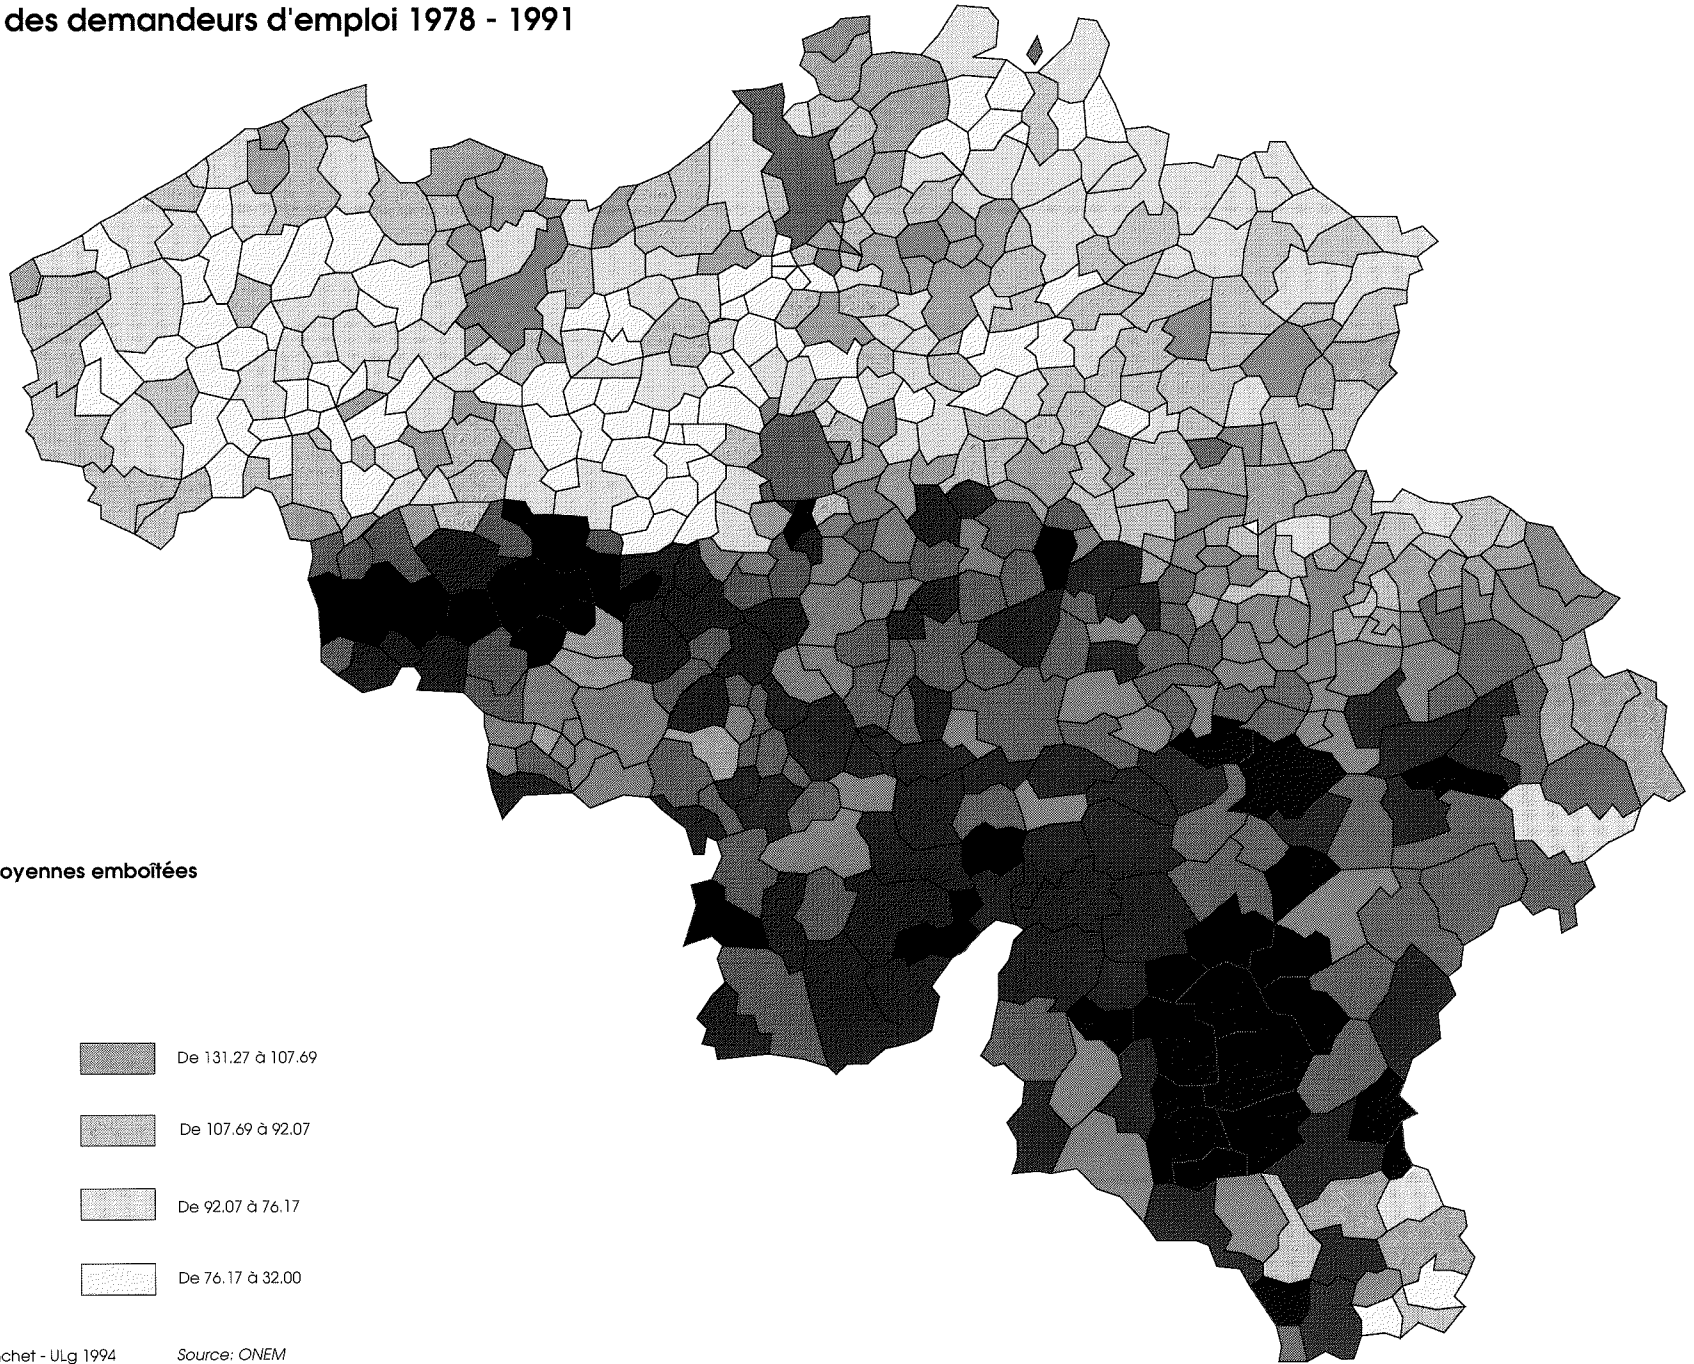 des demandeurs d'emploi 1978 - 1991
oyennes emboîtées
De 131.27 à 107.69
De 107.69 à 92.07
De 92.07 à 76.17
De 76.17 à 32.00
chet - ULg 1994 Source: ONEM